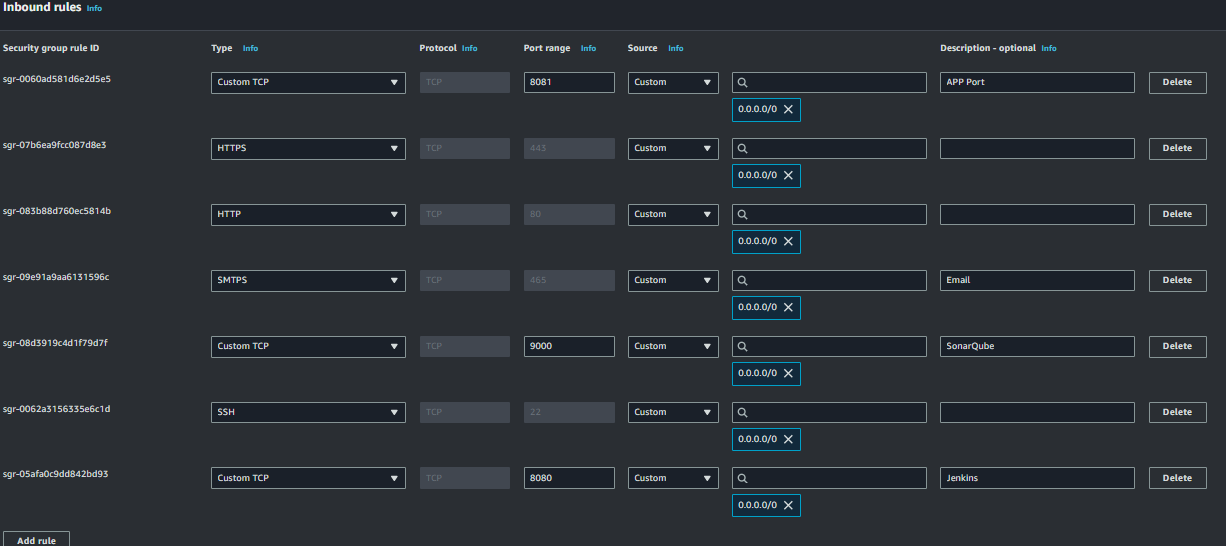 Inbound rules Info
Security group rule ID Type Info Protocol Info Port range Info Source Info Description - optional Info
sgr-0060ad581d6e2d5e5 Custom TCP TCP 8081 Custom APP Port Delete
0.0.0.0/0
sgr-07b6ea9fcc087d8e3 HTTPS TCP 443 Custom Delete
0.0.0.0/0
sgr-083b88d760ec5814b HTTP TCP 80 Custom Delete
0.0.0.0/0
sgr-09e91a9aa6131596c SMTPS TCP 465 Custom Email Delete
0.0.0.0/0
sgr-08d3919c4d1f79d7f Custom TCP TCP 9000 Custom SonarQube Delete
0.0.0.0/0
sgr-0062a3156335e6c1d SSH TCP 22 Custom Delete
0.0.0.0/0
sgr-05afa0c9dd842bd93 Custom TCP TCP 8080 Custom Jenkins Delete
0.0.0.0/0
Add rule